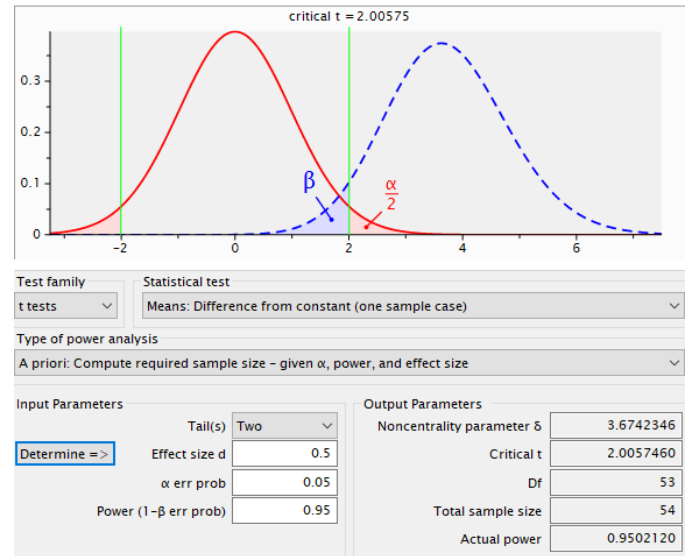 critical t = 2.00575
0.3
0.2
0.1
0
β
α
2
-2
0
2
4
6
Test family
Statistical test
t tests
Means: Difference from constant (one sample case)
Type of power analysis
A priori: Compute required sample size – given α, power, and effect size
Input Parameters
Output Parameters
Tail(s) Two
Noncentrality parameter δ 3.6742346
Determine => Effect size d 0.5
Critical t 2.0057460
α err prob 0.05
Df 53
Power (1-β err prob) 0.95
Total sample size 54
Actual power 0.9502120